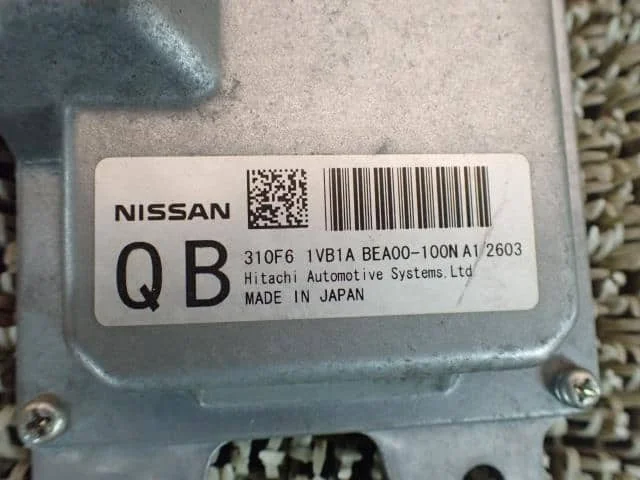 NISSAN
QB
310F6 1VB1A BEA00-100N A1 2603
Hitachi Automotive Systems,Ltd
MADE IN JAPAN